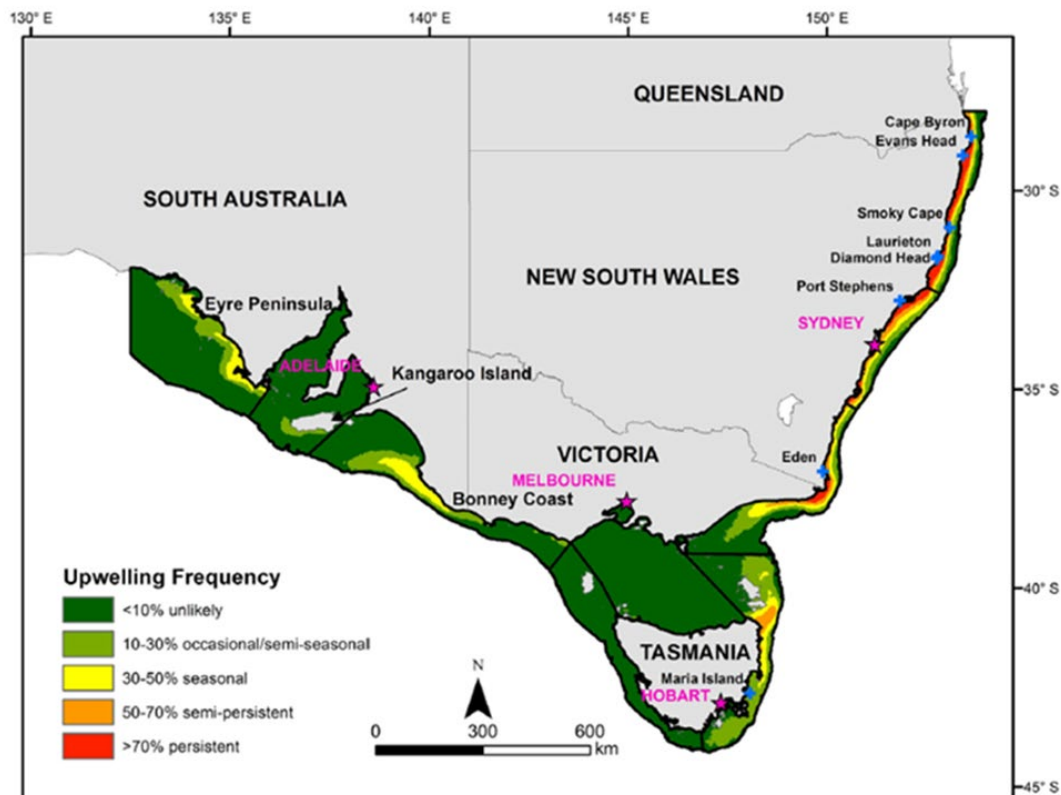 130° E
135° E
140° E
145° E
150° E
QUEENSLAND
Cape Byron
Evans Head
30° S
SOUTH AUSTRALIA
Smoky Cape
Laurieton
Diamond Head
NEW SOUTH WALES
Port Stephens
Eyre Peninsula
SYDNEY
ADELAIDE
Kangaroo Island
35° S
VICTORIA
Eden
MELBOURNE
Bonney Coast
Upwelling Frequency
<10% unlikely
40° S
10-30% occasional/semi-seasonal
TASMANIA
30-50% seasonal
N
Maria Island
HOBART
50-70% semi-persistent
0 300 600
>70% persistent
km
45° S